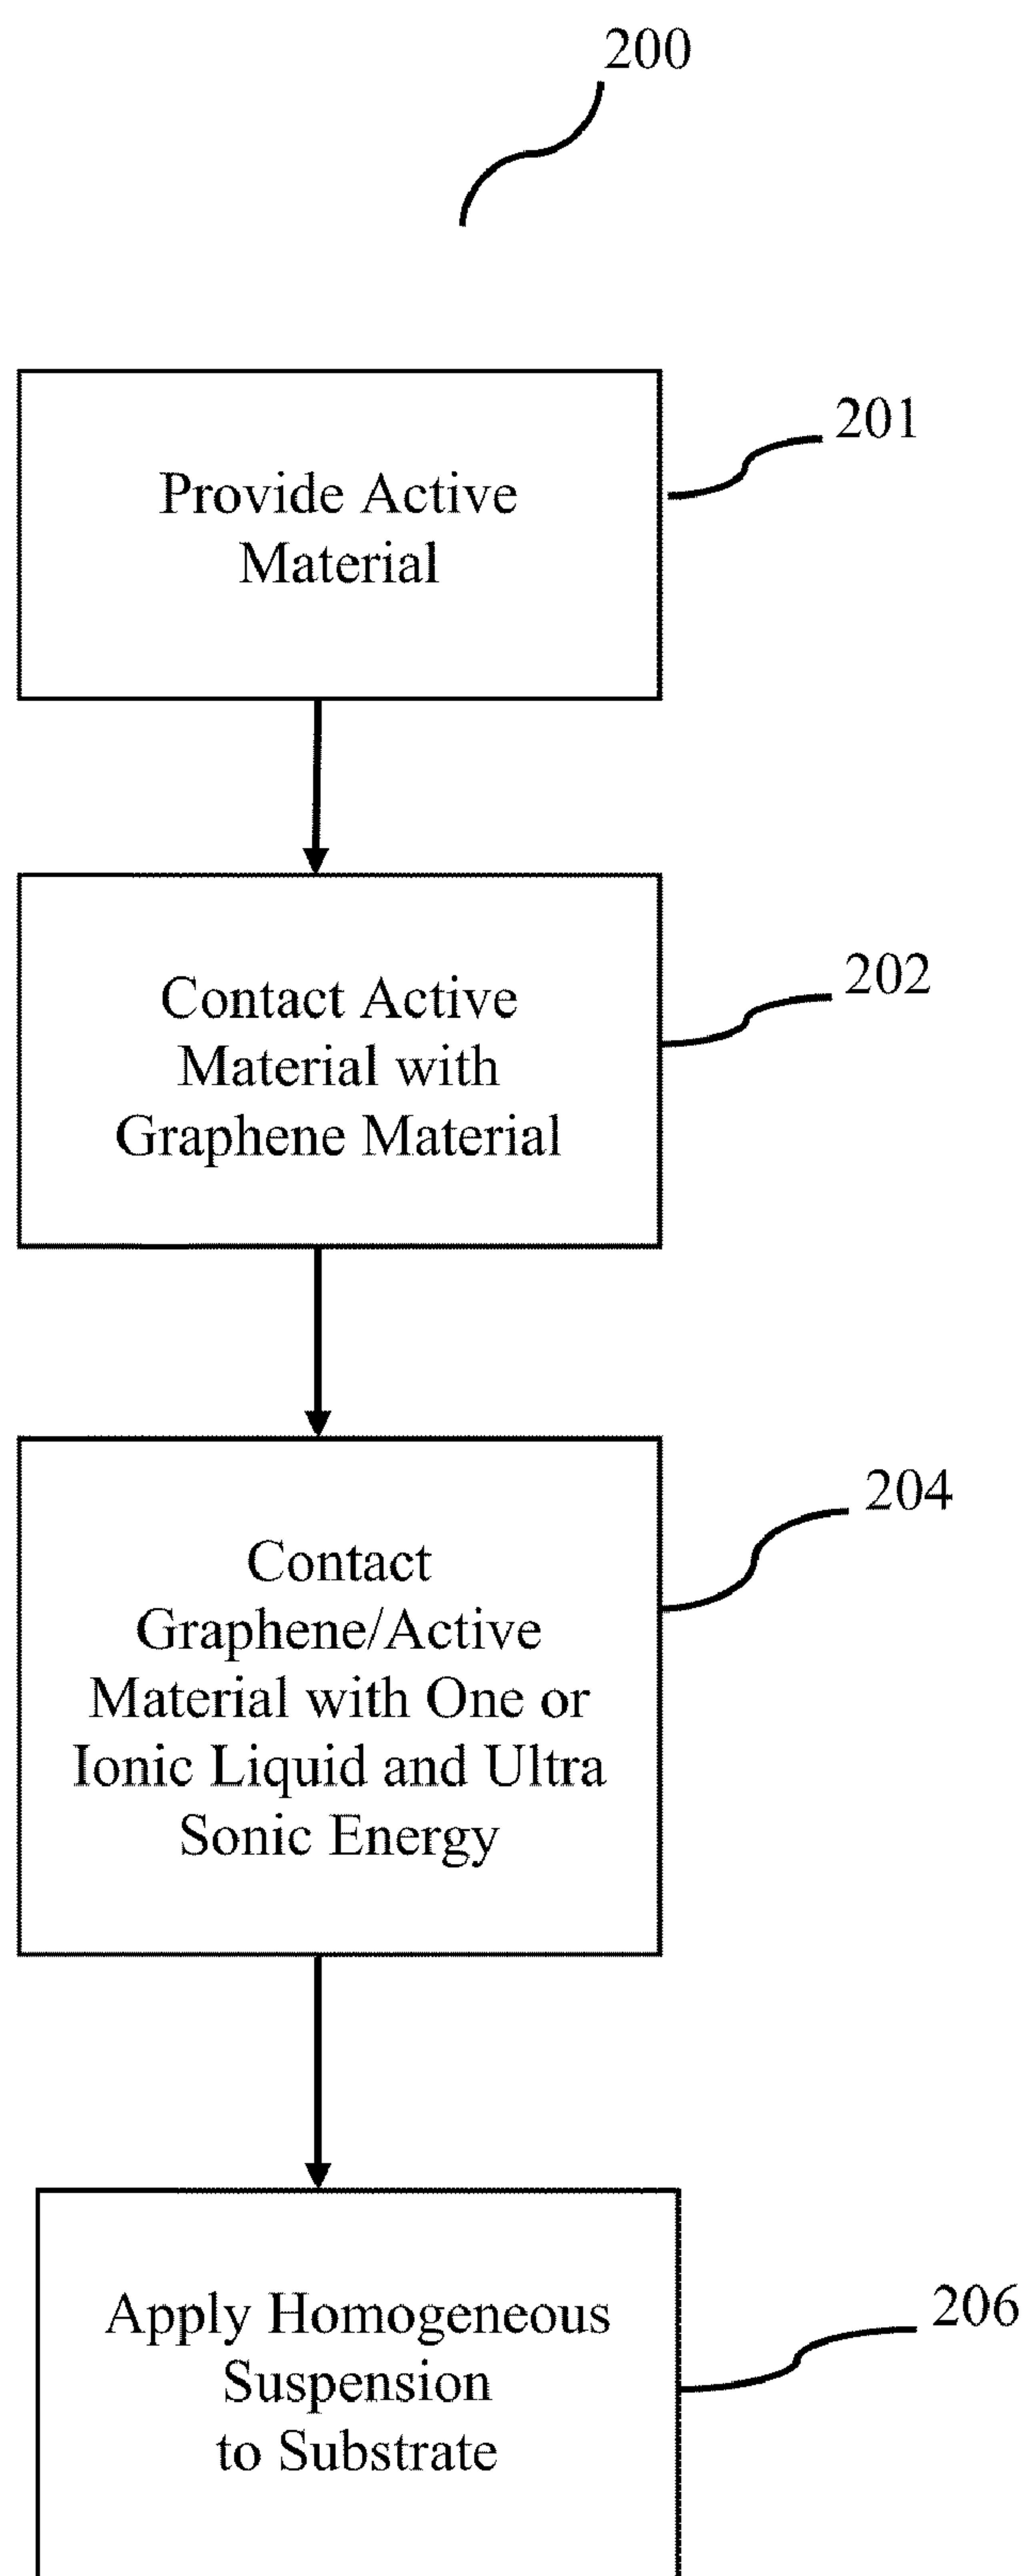 200
Provide Active
Material
201
Contact Active
Material with
Graphene Material
202
Contact
Graphene/Active
Material with One or
Ionic Liquid and Ultra
Sonic Energy
204
Apply Homogeneous
Suspension
to Substrate
206